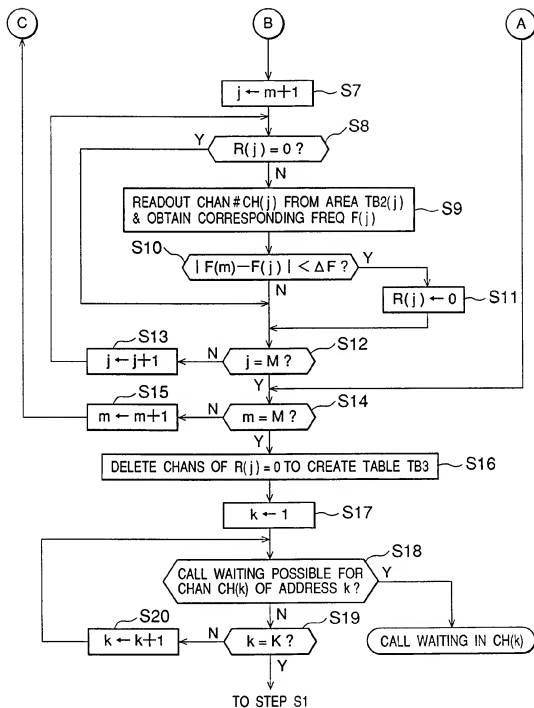 C
B
A
j ← m+1
S7
Y
S8
R(j)=0?
N
READOUT CHAN#CH(j) FROM AREA TB2(j)
& OBTAIN CORRESPONDING FREQ F(j)
S9
S10
|F(m)−F(j)|<ΔF?
Y
N
R(j)←0
S11
S13
S12
j←j+1
N
j=M?
S15
Y
S14
m←m+1
N
m=M?
Y
DELETE CHANS OF R(j)=0 TO CREATE TABLE TB3
S16
k←1
S17
S18
CALL WAITING POSSIBLE FOR
CHAN CH(k) OF ADDRESS k?
Y
S20
N
S19
k←k+1
N
k=K?
CALL WAITING IN CH(k)
Y
TO STEP S1